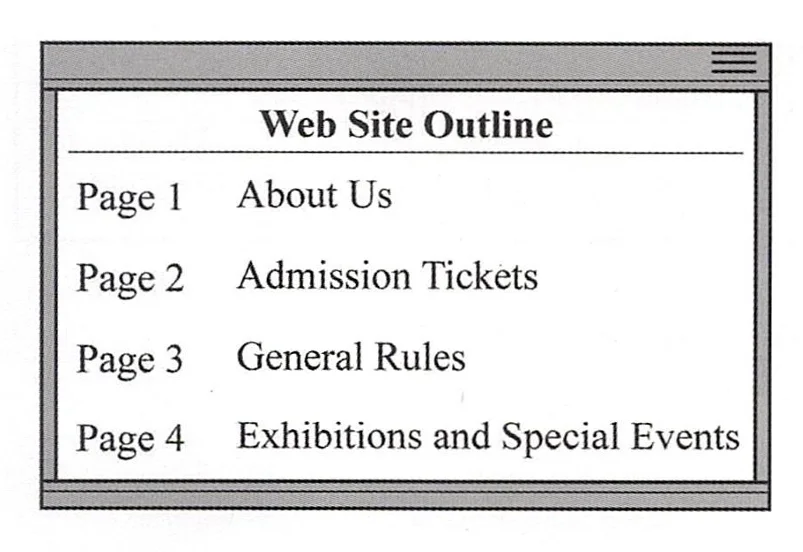 Web Site Outline
Page 1 About Us
Page 2 Admission Tickets
Page 3 General Rules
Page 4 Exhibitions and Special Events